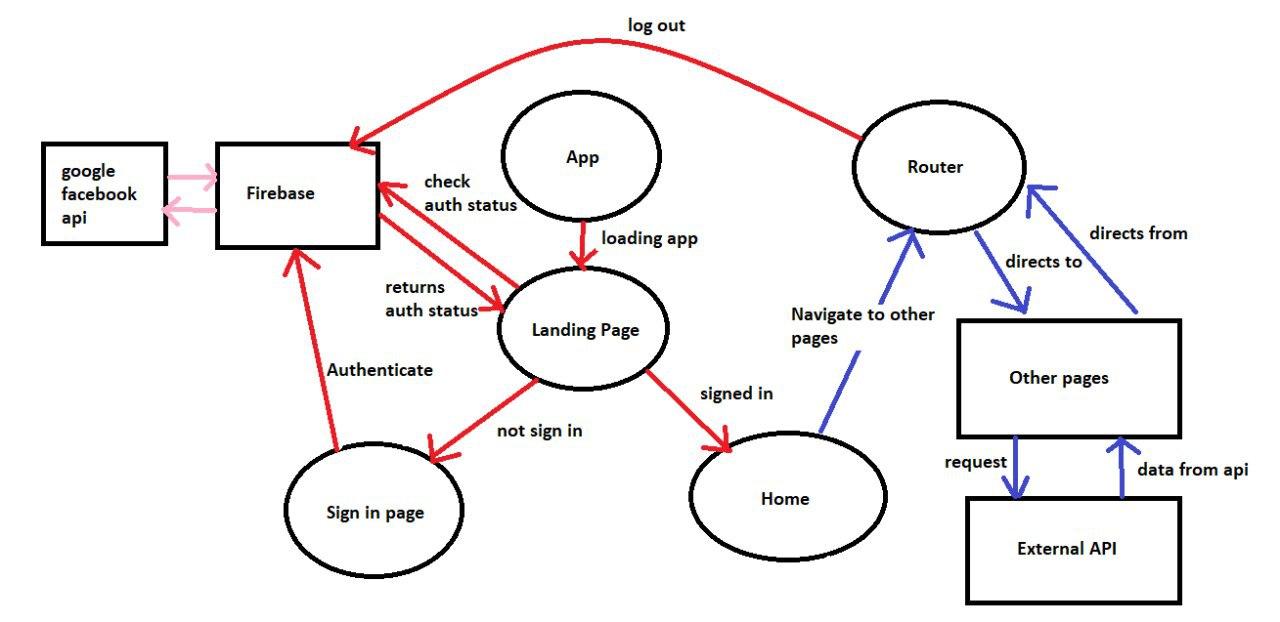 log out
App
Router
google
facebook
api
Firebase
check
auth status
loading app
directs from
directs to
returns
auth status
Landing Page
Navigate to other
pages
Authenticate
signed in
Other pages
not sign in
request
data from api
Sign in page
Home
External API